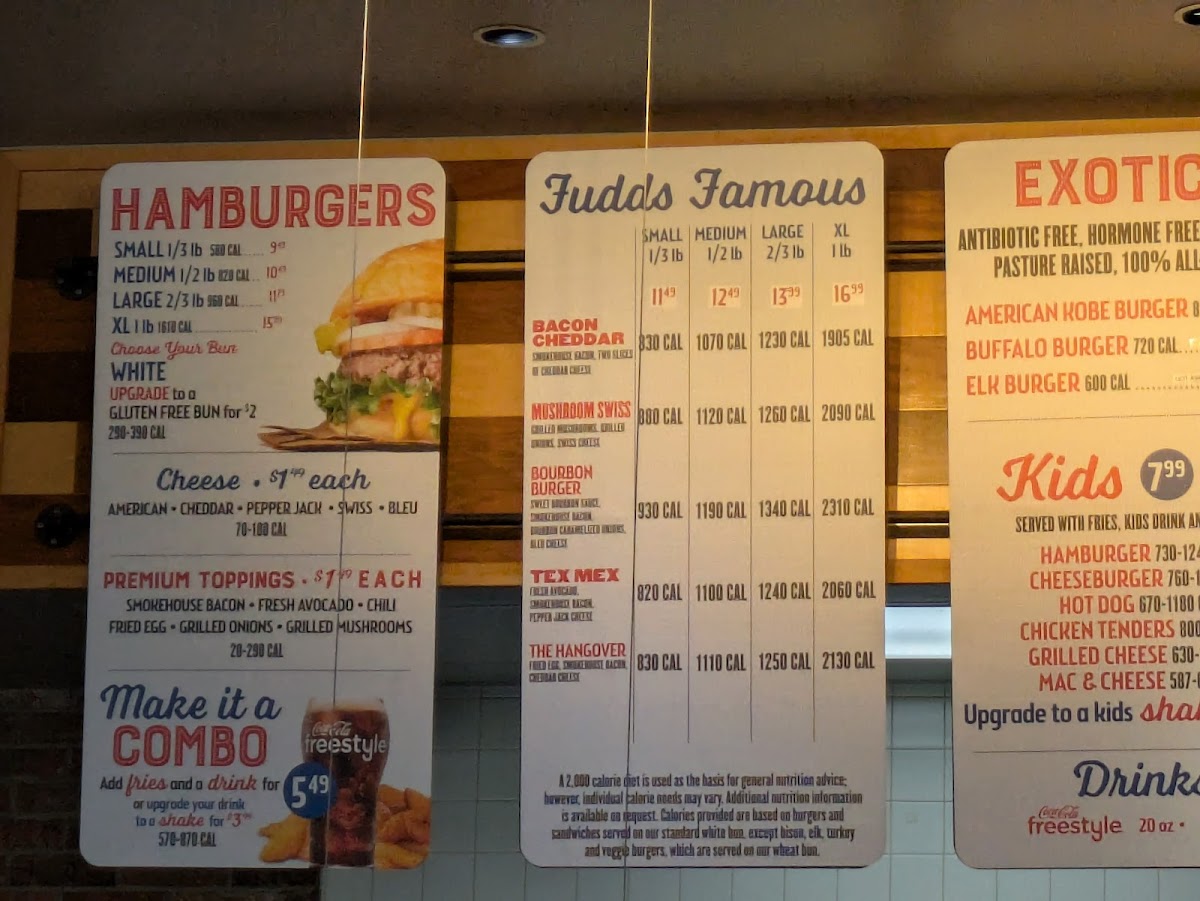 HAMBURGERS
SMALL 1/3 lb 580 CAL.... 9
MEDIUM 1/2 lb 820 CAL.... 10
LARGE 2/3 lb 960 CAL...... 11
XL 1 lb 1610 CAL.................... 15
Choose Your Bun
WHITE
UPGRADE to a
GLUTEN FREE BUN for $2
290-390 CAL
Cheese • $1 each
AMERICAN • CHEDDAR • PEPPER JACK • SWISS • BLEU
70-100 CAL
PREMIUM TOPPINGS • $1 EACH
SMOKEHOUSE BACON • FRESH AVOCADO • CHILI
FRIED EGG • GRILLED ONIONS • GRILLED MUSHROOMS
20-290 CAL
Make it a
COMBO
Add fries and a drink for
or upgrade your drink
to a shake for $3
570-870 CAL
5 49
Coca-Cola
freestyle
Fudds Famous
SMALL 1/3 lb
MEDIUM 1/2 lb
LARGE 2/3 lb
XL 1 lb
11 49 12 49 13 99 16 99
BACON
CHEDDAR
SMOKEHOUSE BACON, TWO SLICES
OF CHEDDAR CHEESE
830 CAL 1070 CAL 1230 CAL 1905 CAL
MUSHROOM SWISS
GRILLED MUSHROOMS, GRILLED
ONIONS, SWISS CHEESE
880 CAL 1120 CAL 1260 CAL 2090 CAL
BOURBON
BURGER
SWEET BOURBON SAUCE,
SMOKEHOUSE BACON,
BOURBON CARAMELIZED ONIONS,
BLEU CHEESE
930 CAL 1190 CAL 1340 CAL 2310 CAL
TEX MEX
FRESH AVOCADO,
SMOKEHOUSE BACON,
PEPPER JACK CHEESE
820 CAL 1100 CAL 1240 CAL 2060 CAL
THE HANGOVER
FRIED EGG, SMOKEHOUSE BACON,
CHEDDAR CHEESE
830 CAL 1110 CAL 1250 CAL 2130 CAL
A 2,000 calorie diet is used as the basis for general nutrition advice;
however, individual calorie needs may vary. Additional nutrition information
is available on request. Calories provided are based on burgers and
sandwiches served on our standard white bun, except bison, elk, turkey
and veggie burgers, which are served on our wheat bun.
EXOTIC
ANTIBIOTIC FREE, HORMONE FREE
PASTURE RAISED, 100% ALL
AMERICAN KOBE BURGER 8
BUFFALO BURGER 720 CAL....
ELK BURGER 600 CAL .............
Kids 7 99
SERVED WITH FRIES, KIDS DRINK
HAMBURGER 730-124
CHEESEBURGER 760-1
HOT DOG 670-1180
CHICKEN TENDERS 800
GRILLED CHEESE 630-
MAC & CHEESE 587-
Upgrade to a kids sha
Drinks
Coca-Cola
freestyle 20 oz •